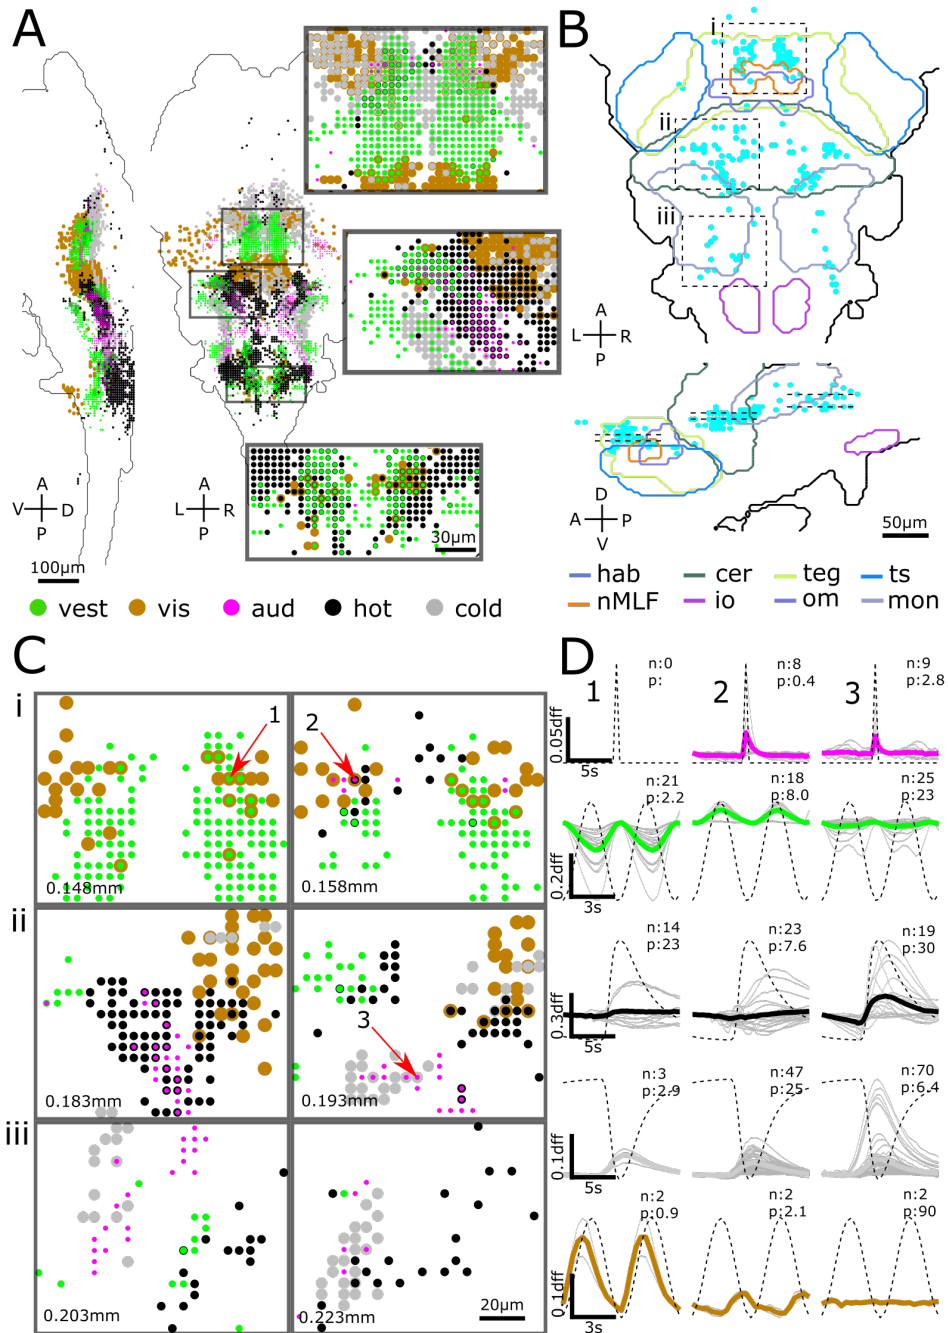 A
B
i
ii
iii
A
V D
P
A
L R
P
100μm
30μm
A
L R
P
D
A P
V
50μm
vest vis aud hot cold
hab cer teg ts
nMLF io om mon
C
D
i
1
2
0.148mm
0.158mm
ii
3
0.183mm
0.193mm
iii
0.203mm
0.223mm
20μm
1
n:0
p:
2
n:8
p:0.4
3
n:9
p:2.8
0.05dff
5s
n:21
p:2.2
n:18
p:8.0
n:25
p:23
0.2dff
3s
n:14
p:23
n:23
p:7.6
n:19
p:30
0.3dff
5s
n:3
p:2.9
n:47
p:25
n:70
p:6.4
0.1dff
5s
n:2
p:0.9
n:2
p:2.1
n:2
p:90
0.1dff
3s